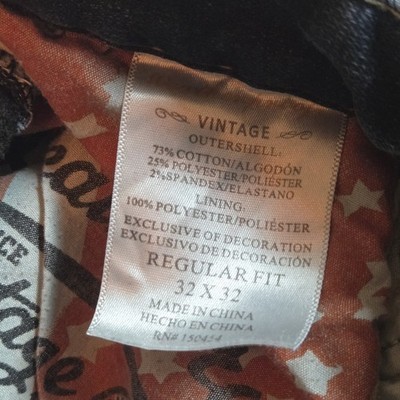 VINTAGE
OUTERSHELL:
73% COTTON/ALGODÓN
25% POLYESTER/POLIÉSTER
2%SPANDEX/ELASTANO
LINING:
100% POLYESTER/POLIÉSTER
EXCLUSIVE OF DECORATION
EXCLUSIVO DE DECORACIÓN
REGULAR FIT
32 X 32
MADE IN CHINA
HECHO EN CHINA
RN# 150454